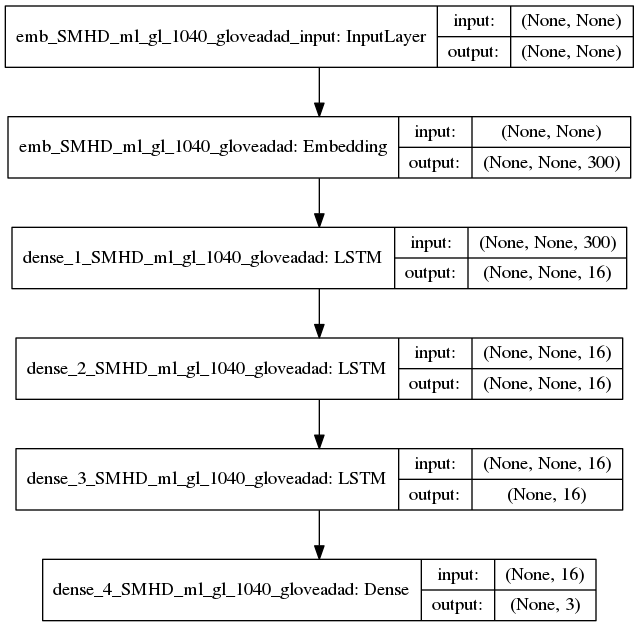 emb_SMHD_ml_gl_1040_gloveadad_input: InputLayer
input: (None, None)
output: (None, None)
emb_SMHD_ml_gl_1040_gloveadad: Embedding
input: (None, None)
output: (None, None, 300)
dense_1_SMHD_ml_gl_1040_gloveadad: LSTM
input: (None, None, 300)
output: (None, None, 16)
dense_2_SMHD_ml_gl_1040_gloveadad: LSTM
input: (None, None, 16)
output: (None, None, 16)
dense_3_SMHD_ml_gl_1040_gloveadad: LSTM
input: (None, None, 16)
output: (None, 16)
dense_4_SMHD_ml_gl_1040_gloveadad: Dense
input: (None, 16)
output: (None, 3)